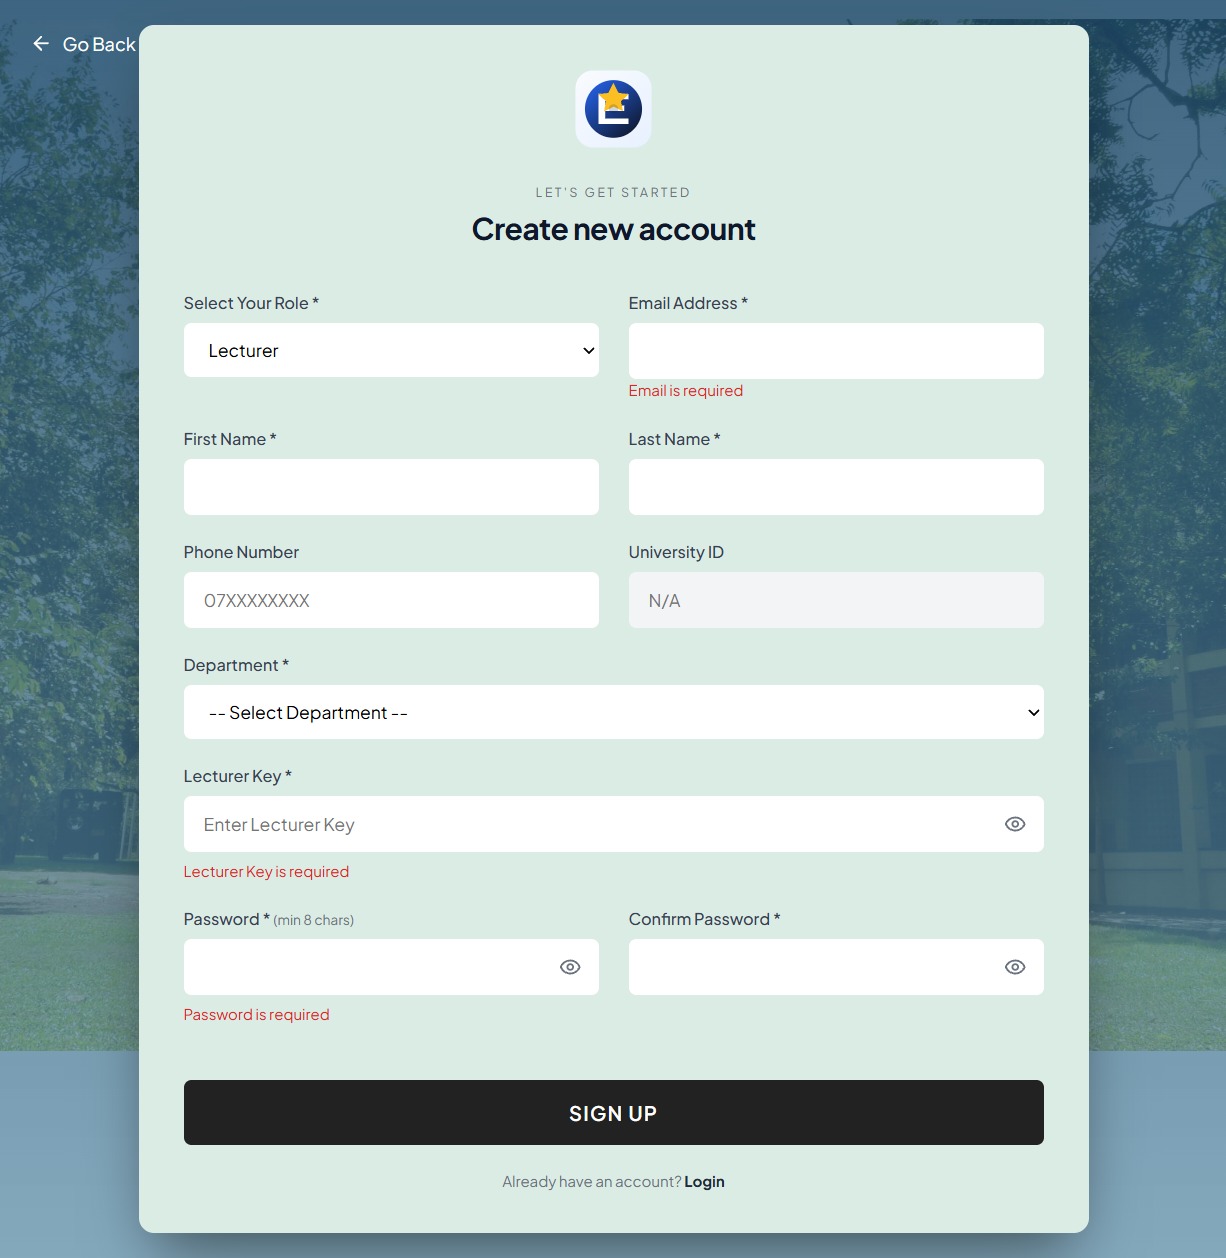 Go Back
E
LET'S GET STARTED
Create new account
Select Your Role *
Email Address *
Lecturer
Email is required
First Name *
Last Name *
Phone Number
University ID
07XXXXXXXX
N/A
Department *
-- Select Department --
Lecturer Key *
Enter Lecturer Key
Lecturer Key is required
Password * (min 8 chars)
Confirm Password *
Password is required
SIGN UP
Already have an account? Login